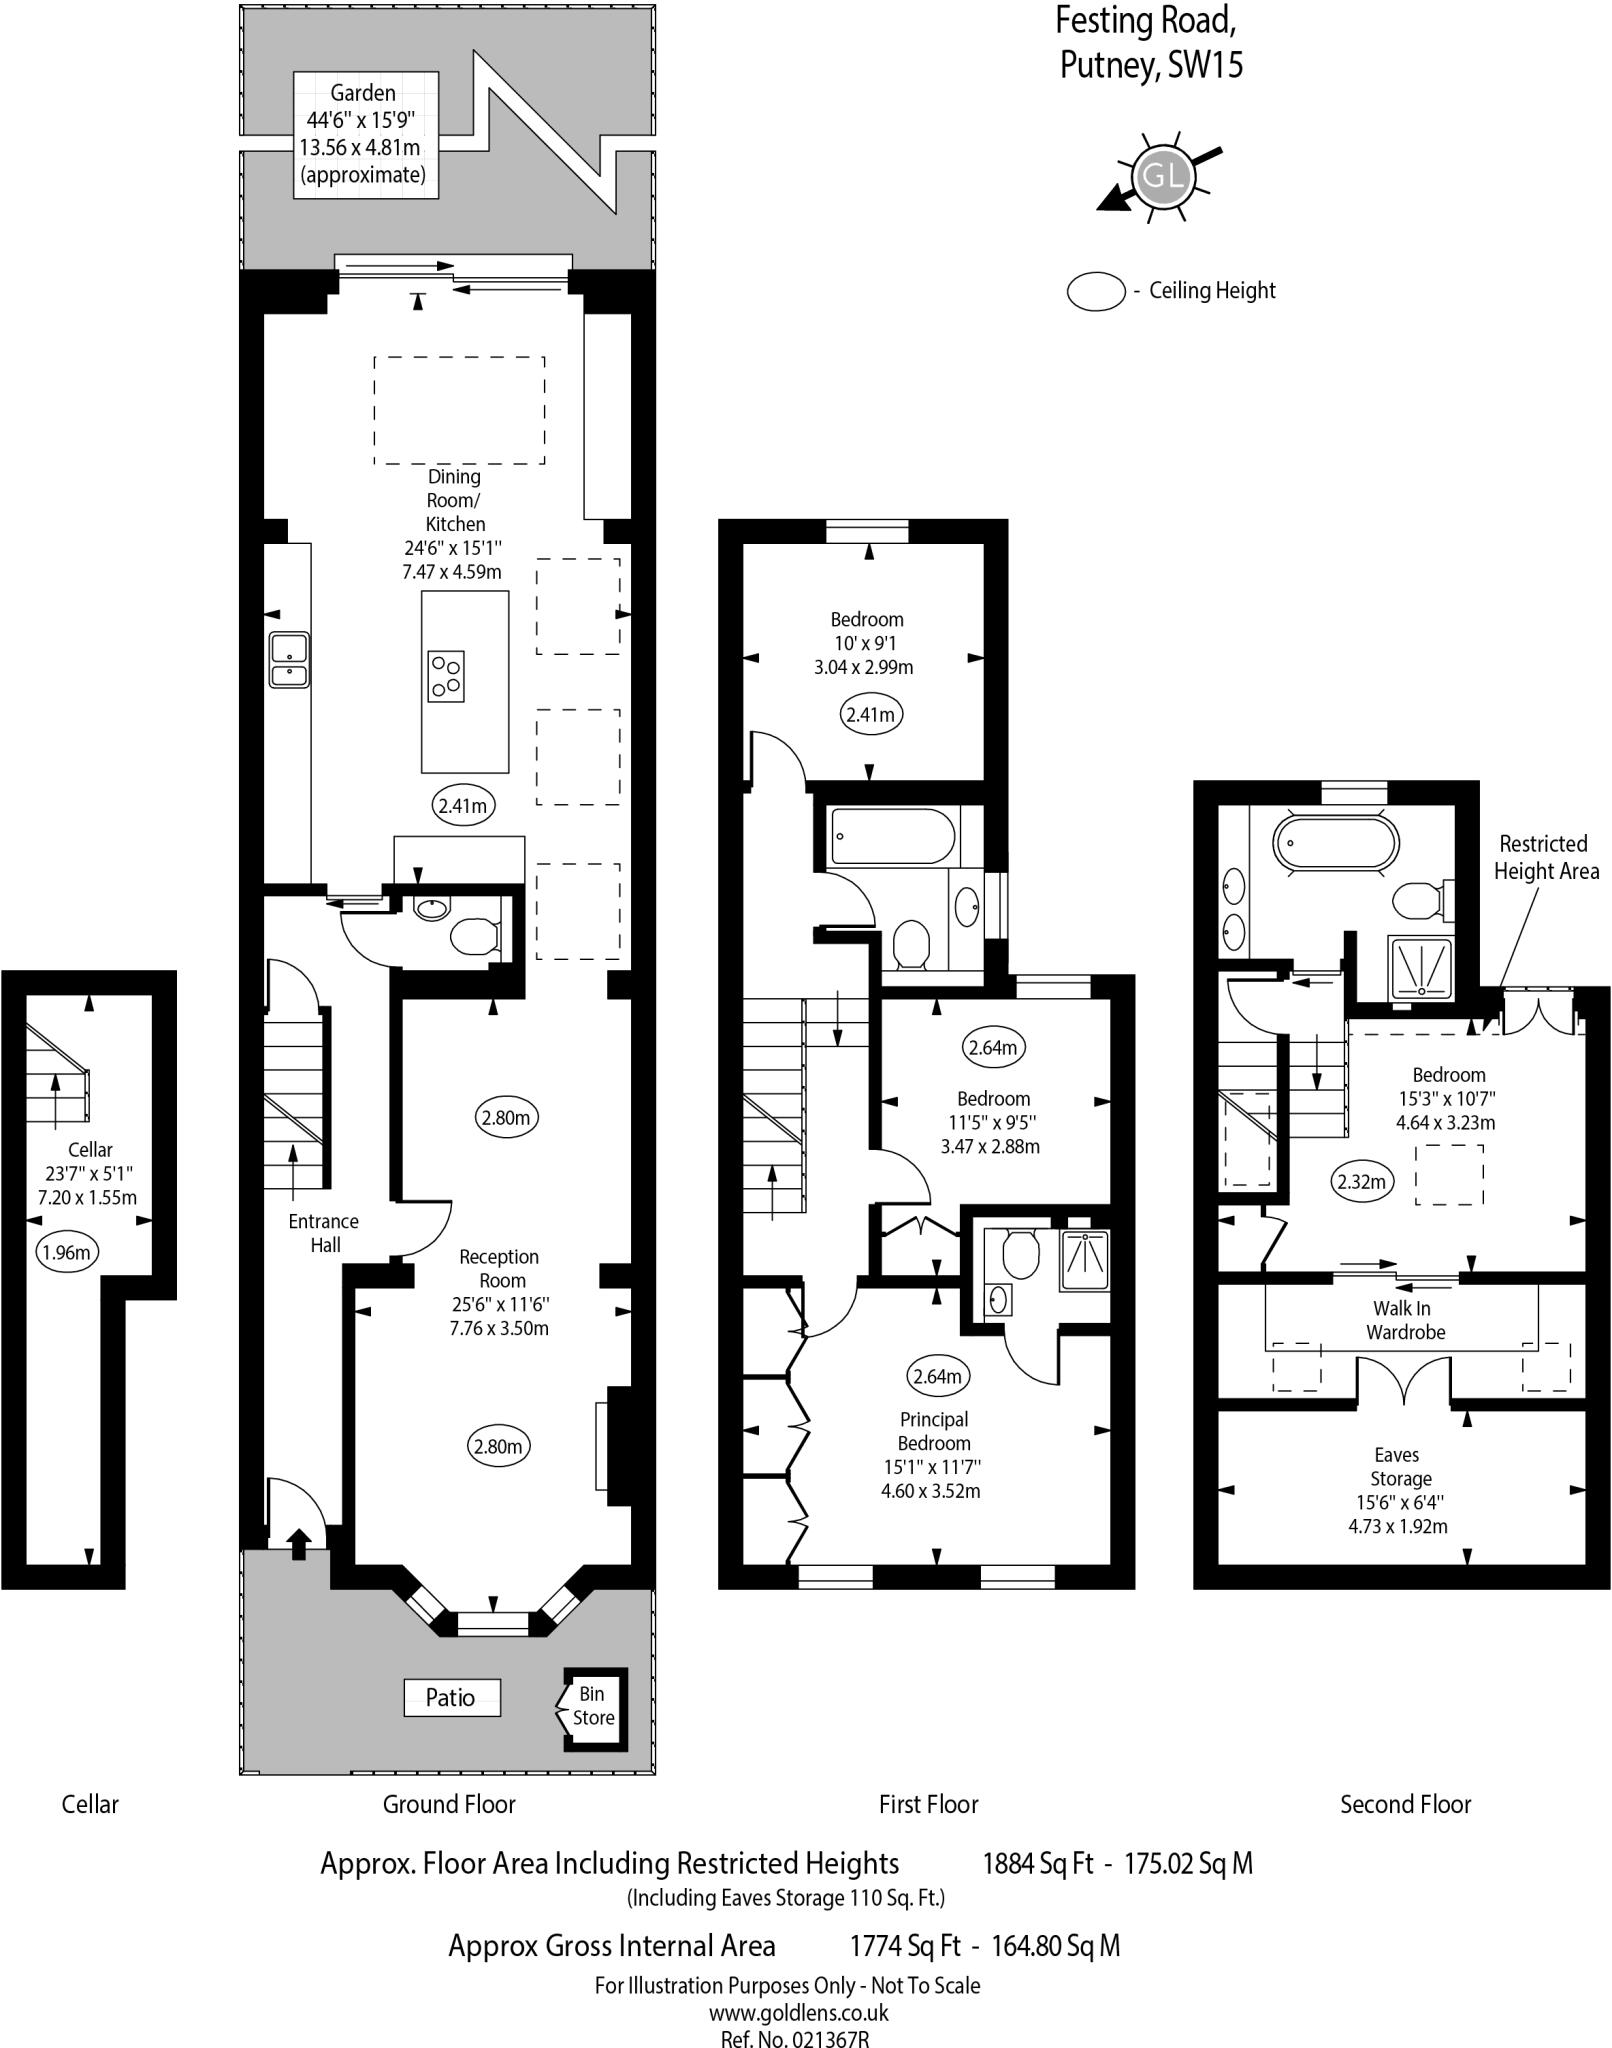 Festing Road,
Putney, SW15
GL
- Ceiling Height
Garden
44'6" x 15'9"
13.56 x 4.81m
(approximate)
Dining
Room/
Kitchen
24'6" x 15'1"
7.47 x 4.59m
2.41m
2.80m
Entrance
Hall
Reception
Room
25'6" x 11'6"
7.76 x 3.50m
2.80m
Patio
Bin
Store
Cellar
23'7" x 5'1"
7.20 x 1.55m
1.96m
Bedroom
10' x 9'1
3.04 x 2.99m
2.41m
2.64m
Bedroom
11'5" x 9'5"
3.47 x 2.88m
2.64m
Principal
Bedroom
15'1" x 11'7"
4.60 x 3.52m
Restricted
Height Area
Bedroom
15'3" x 10'7"
4.64 x 3.23m
2.32m
Walk In
Wardrobe
Eaves
Storage
15'6" x 6'4"
4.73 x 1.92m
Cellar
Ground Floor
First Floor
Second Floor
Approx. Floor Area Including Restricted Heights 1884 Sq Ft - 175.02 Sq M
(Including Eaves Storage 110 Sq. Ft.)
Approx Gross Internal Area 1774 Sq Ft - 164.80 Sq M
For Illustration Purposes Only - Not To Scale
www.goldlens.co.uk
Ref. No. 021367R